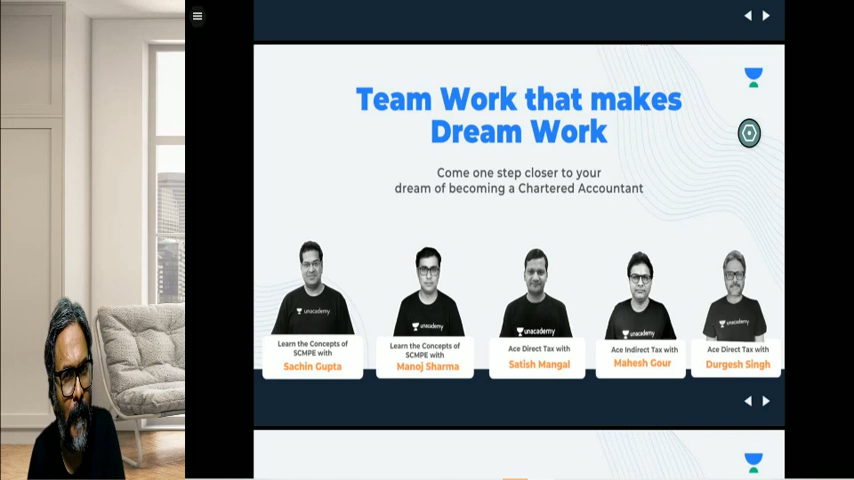 Team Work that makes
Dream Work
Come one step closer to your
dream of becoming a Chartered Accountant
unacademy
unacademy
unacademy
unacademy
unacademy
Learn the Concepts of
SCMPE with
Sachin Gupta
Learn the Concepts of
SCMPE with
Manoj Sharma
Ace Direct Tax with
Satish Mangal
Ace Indirect Tax with
Mahesh Gour
Ace Direct Tax with
Durgesh Singh